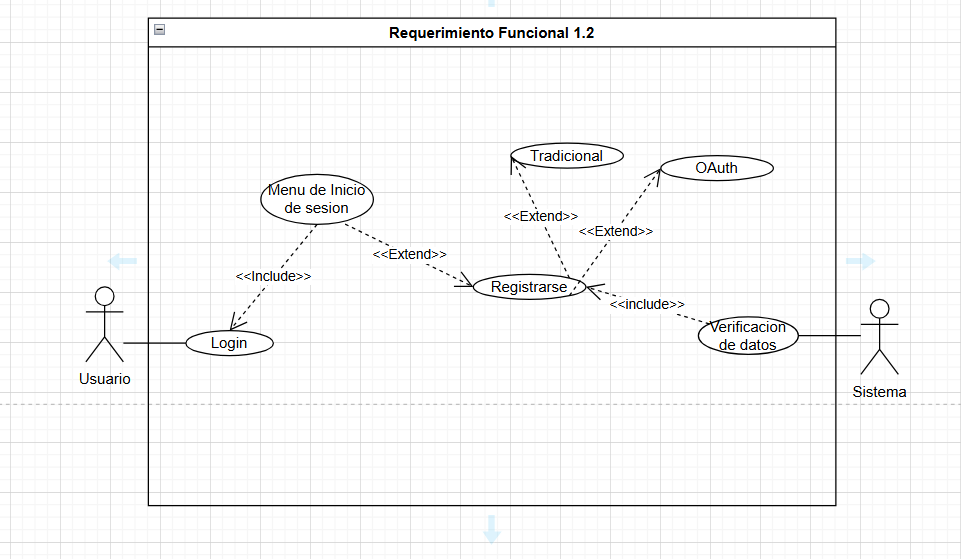 Requerimiento Funcional 1.2
Tradicional
OAuth
Menu de Inicio
de sesion
<<Extend>>
<<Extend>>
<<Extend>>
<<Include>>
Registrarse
<<include>>
Verificacion
de datos
Login
Usuario
Sistema